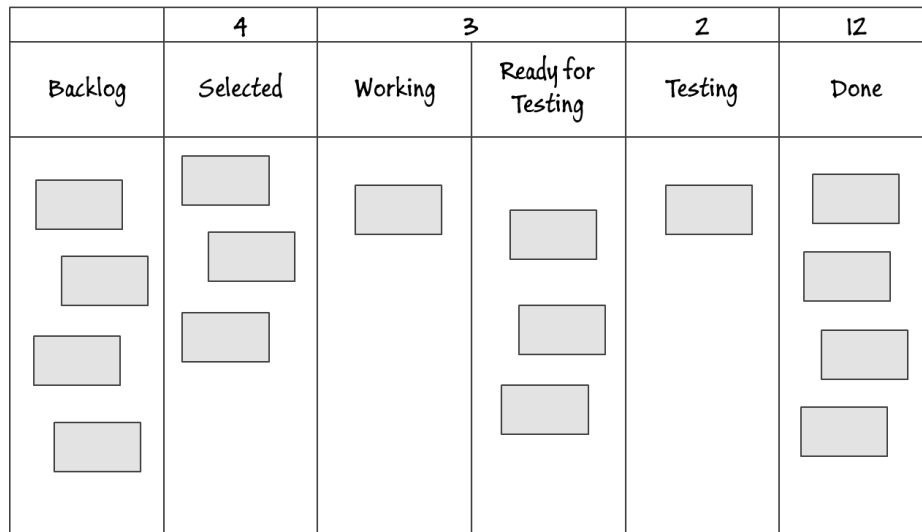 4
3
2
12
Backlog
Selected
Working
Ready for
Testing
Testing
Done